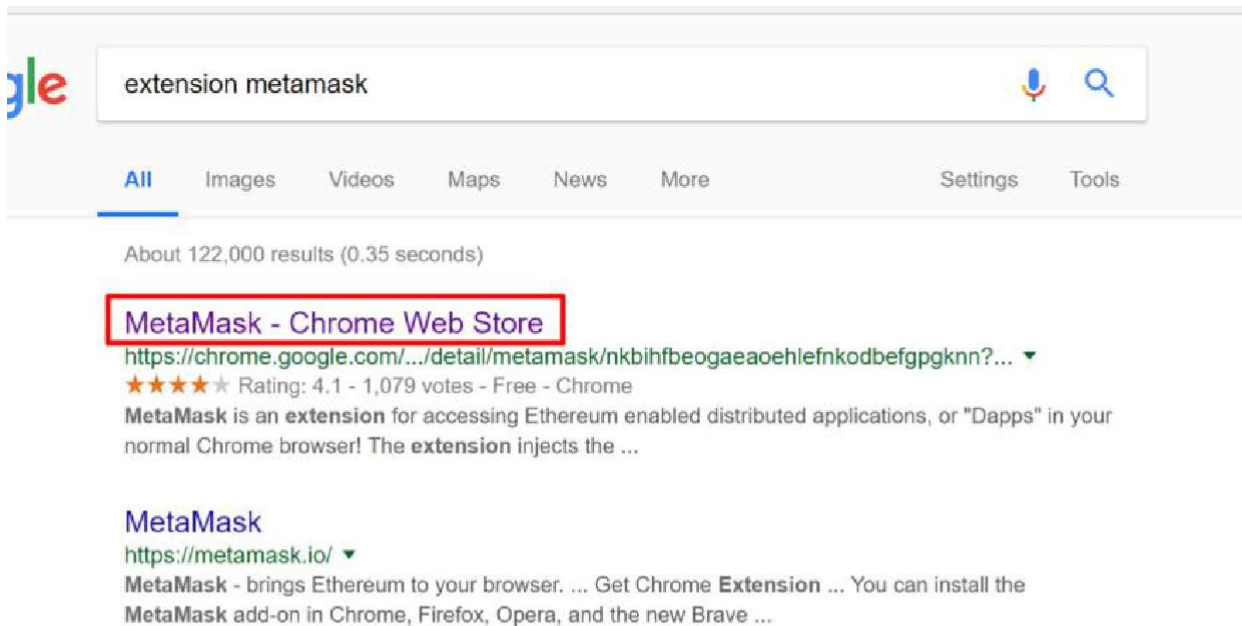 gle
extension metamask
All Images Videos Maps News More Settings Tools
About 122,000 results (0.35 seconds)
MetaMask - Chrome Web Store
https://chrome.google.com/.../detail/metamask/nkbihfbeogaeaoehlefnkodbefgpgknn?...
Rating: 4.1 - 1,079 votes - Free - Chrome
MetaMask is an extension for accessing Ethereum enabled distributed applications, or "Dapps" in your
normal Chrome browser! The extension injects the ...
MetaMask
https://metamask.io/
MetaMask - brings Ethereum to your browser. ... Get Chrome Extension ... You can install the
MetaMask add-on in Chrome, Firefox, Opera, and the new Brave ...